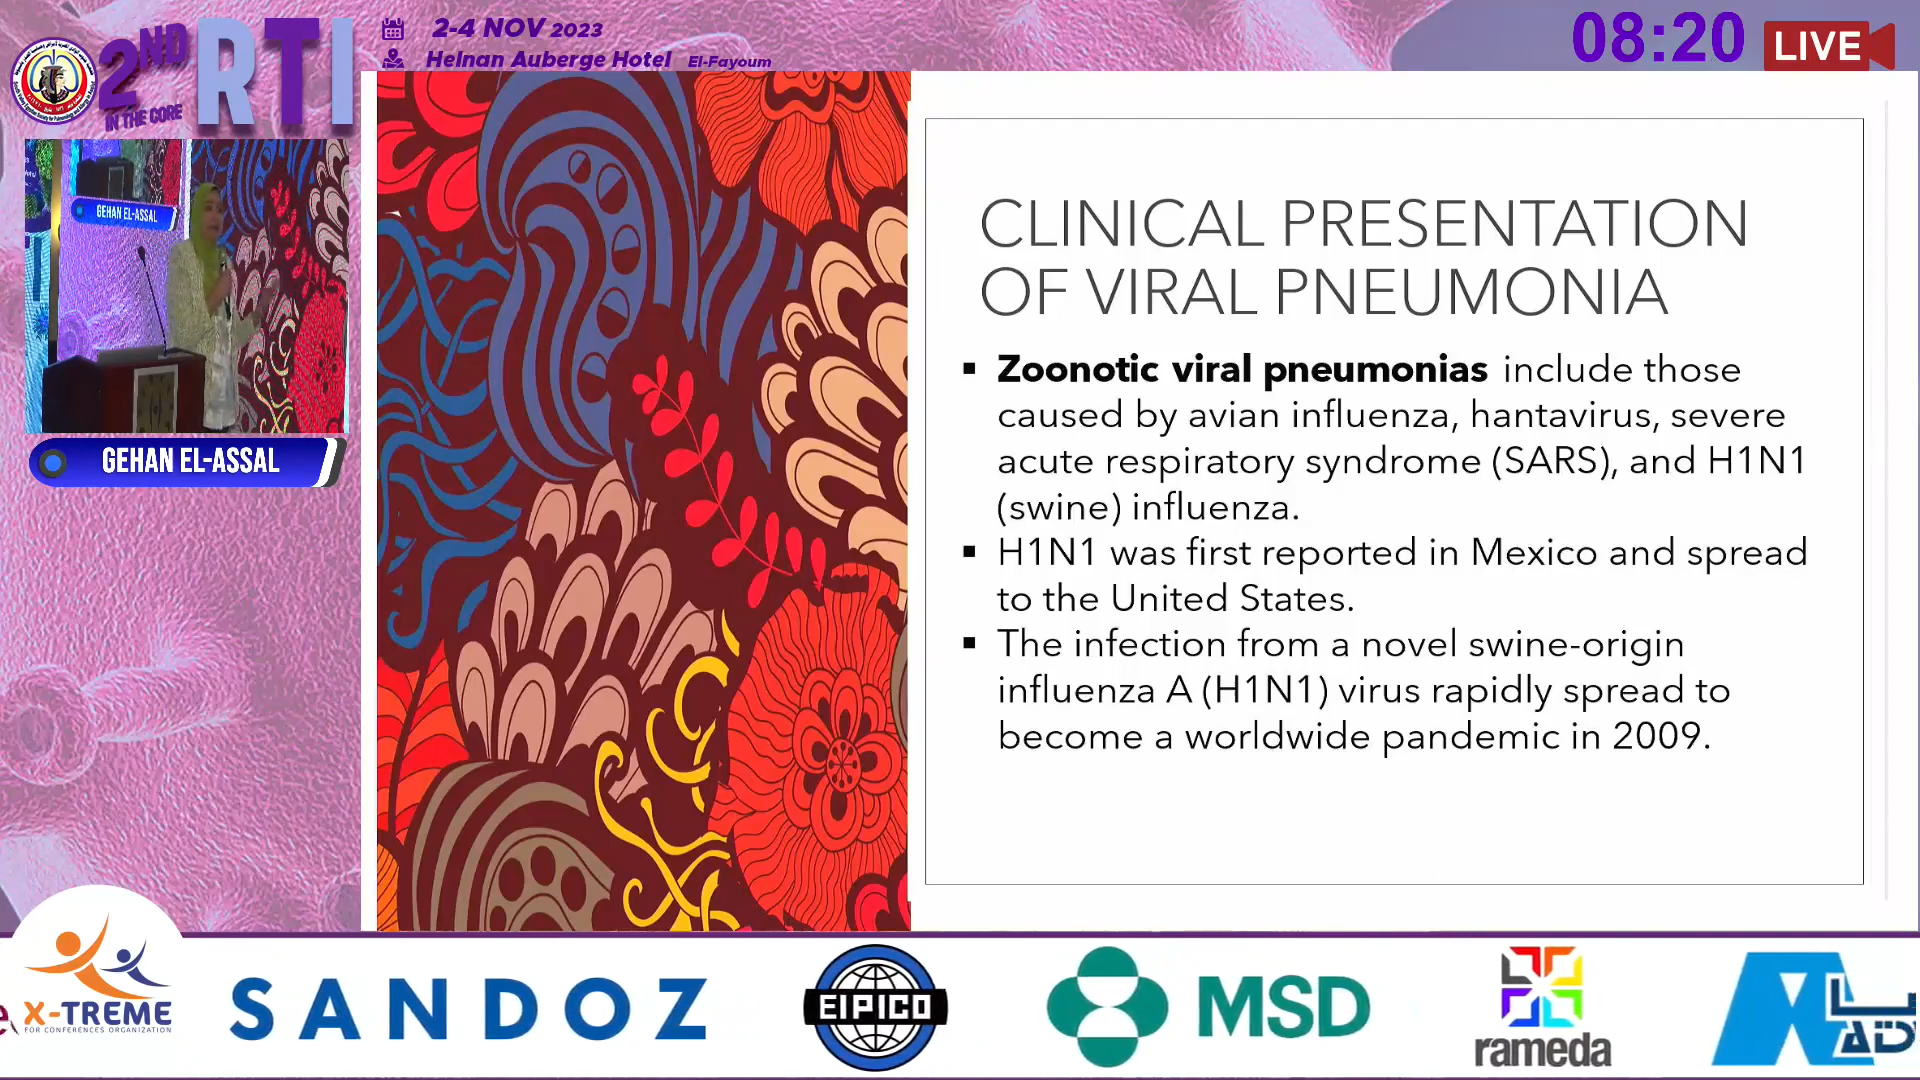 2ND
IN THE CORE
RTI
2-4 NOV 2023
Helnan Auberge Hotel El-Fayoum
08:20
LIVE
GEHAN EL-ASSAL
GEHAN EL-ASSAL
CLINICAL PRESENTATION
OF VIRAL PNEUMONIA
▪ Zoonotic viral pneumonias include those
caused by avian influenza, hantavirus, severe
acute respiratory syndrome (SARS), and H1N1
(swine) influenza.
▪ H1N1 was first reported in Mexico and spread
to the United States.
▪ The infection from a novel swine-origin
influenza A (H1N1) virus rapidly spread to
become a worldwide pandemic in 2009.
X-TREME
FOR CONFERENCES ORGANIZATION
SANDOZ
EIPICO
MSD
rameda